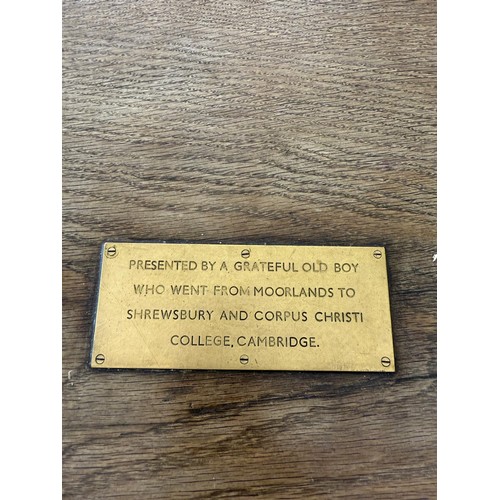 PRESENTED BY A GRATEFUL OLD BOY
WHO WENT FROM MOORLANDS TO
SHREWSBURY AND CORPUS CHRISTI
COLLEGE, CAMBRIDGE.